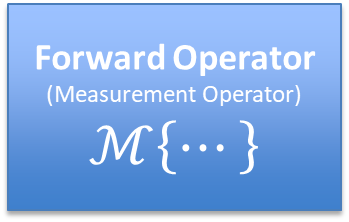 Forward Operator
(Measurement Operator)
ℳ{⋯}